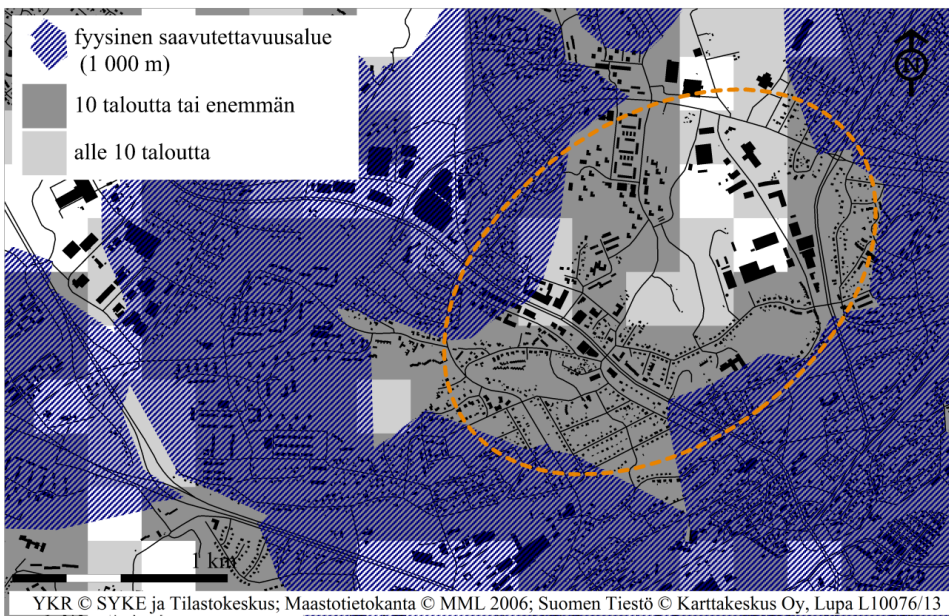 fyysinen saavutettavuusalue
(1 000 m)
10 taloutta tai enemmän
alle 10 taloutta
N
1 km
YKR © SYKE ja Tilastokeskus; Maastotietokanta © MML 2006; Suomen Tiestö © Karttakeskus Oy, Lupa L10076/13